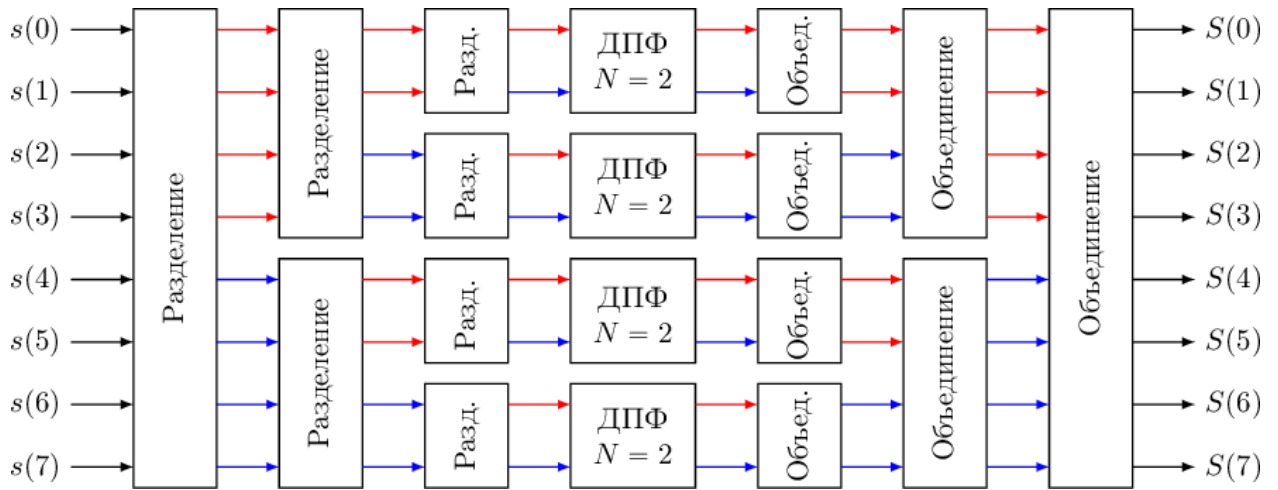 s(0)
s(1)
s(2)
s(3)
s(4)
s(5)
s(6)
s(7)
Разделение
Разделение
Разделение
Разд.
Разд.
Разд.
Разд.
ДПФ
N = 2
ДПФ
N = 2
ДПФ
N = 2
ДПФ
N = 2
Объед.
Объед.
Объед.
Объед.
Объединение
Объединение
Объединение
S(0)
S(1)
S(2)
S(3)
S(4)
S(5)
S(6)
S(7)